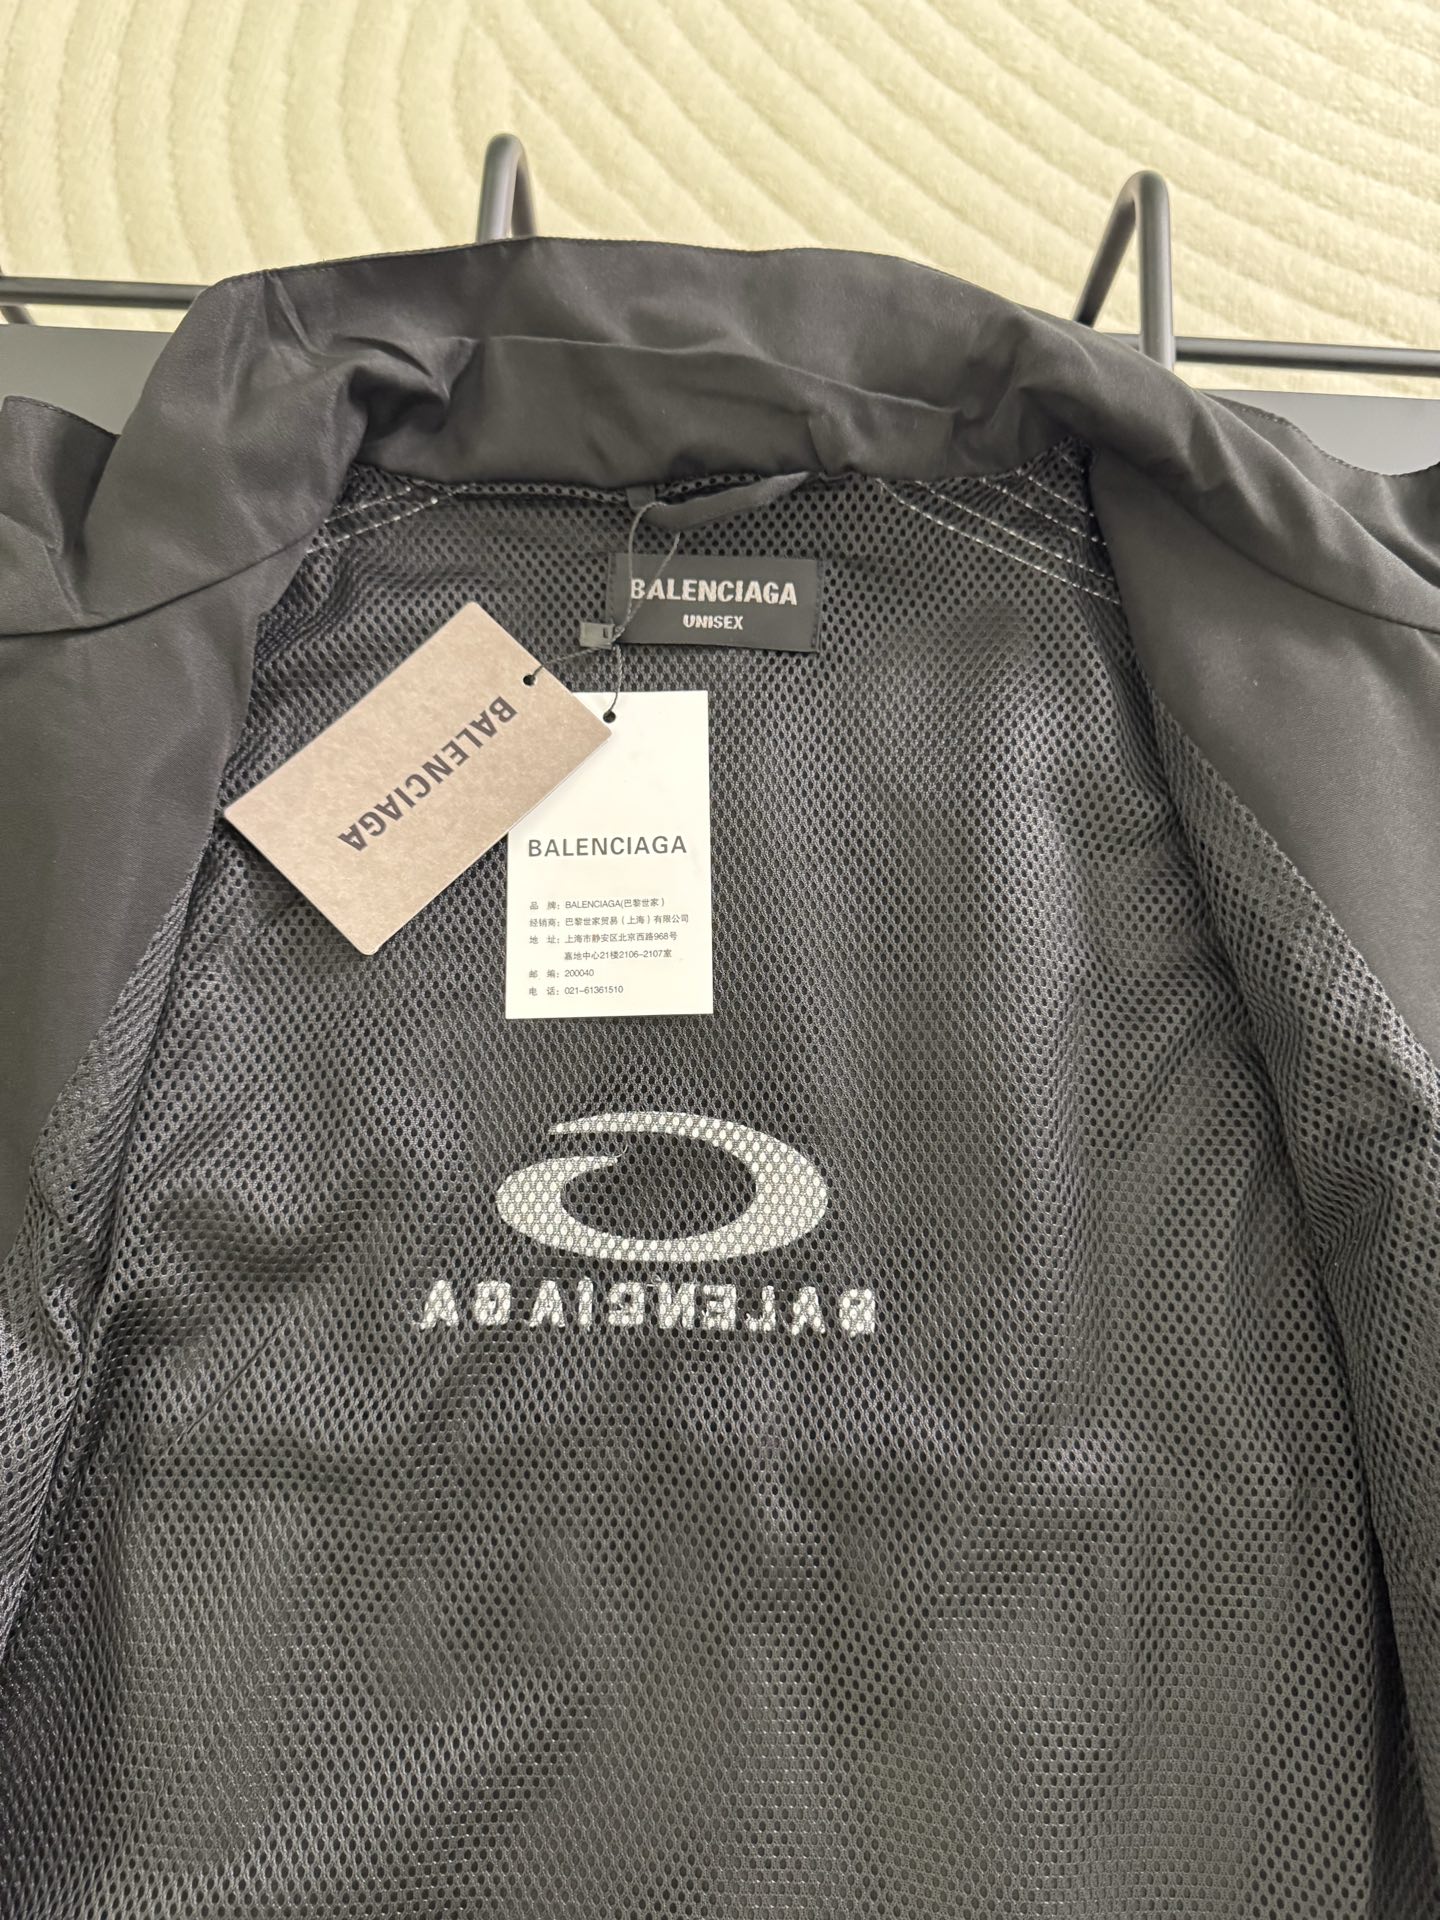 BALENCIAGA
UNISEX
L
BALENCIAGA
BALENCIAGA
品 牌：BALENCIAGA(巴黎世家)
经销商：巴黎世家贸易（上海）有限公司
地 址：上海市静安区北京西路968号
嘉地中心21楼2106-2107室
邮 编：200040
电 话：021-61361510
BALENCIAGA